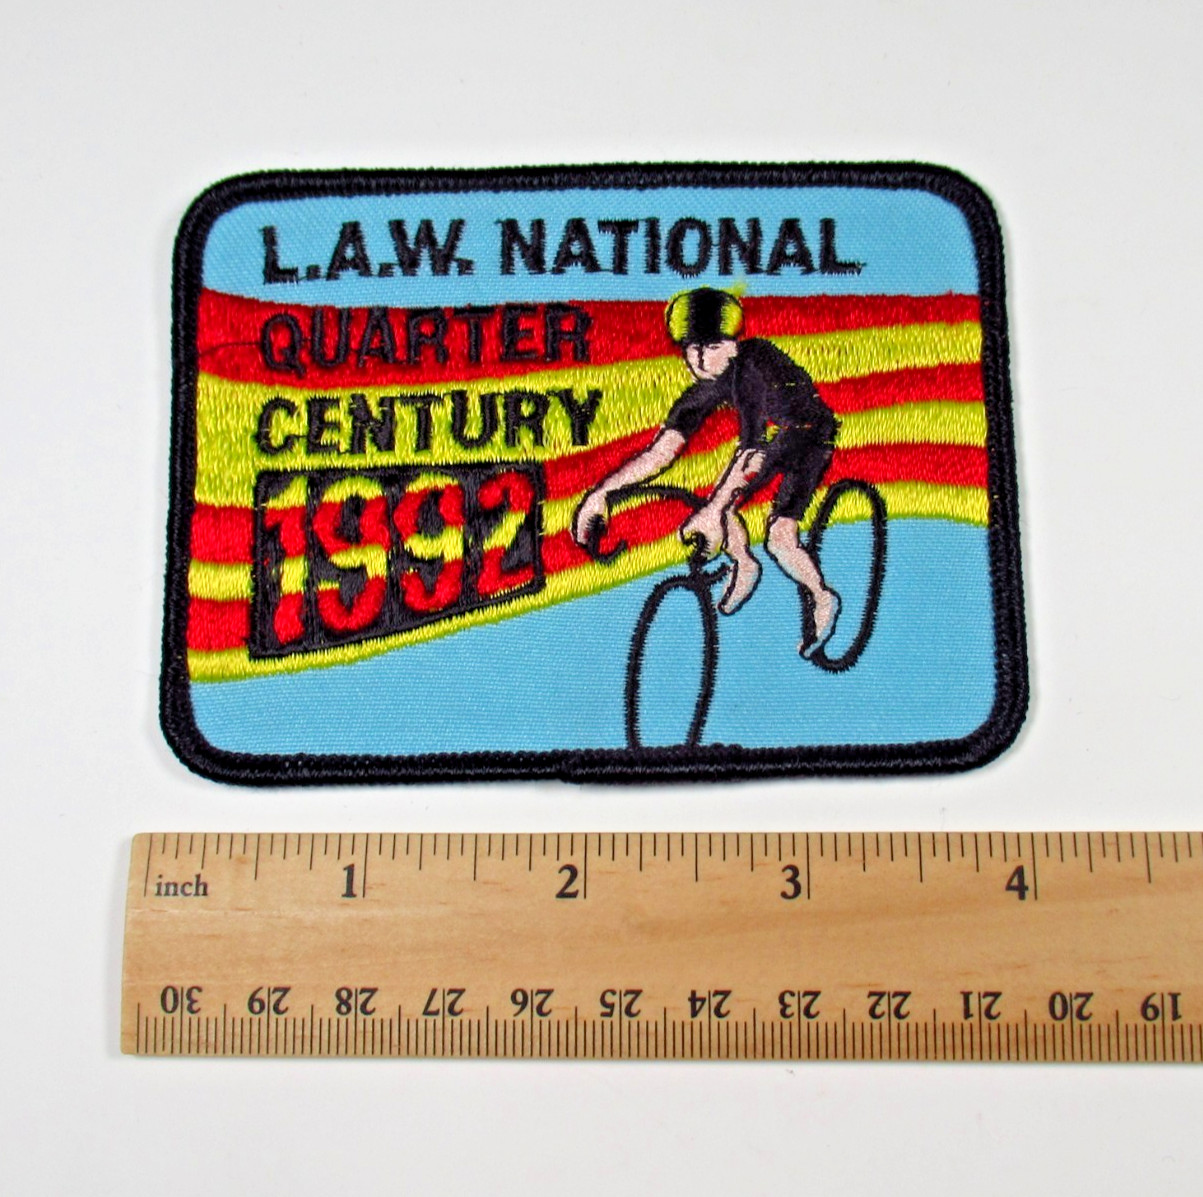 L.A.W. NATIONAL
QUARTER
CENTURY
1992
inch 1 2 3 4
30 29 28 27 26 25 24 23 22 21 20 19